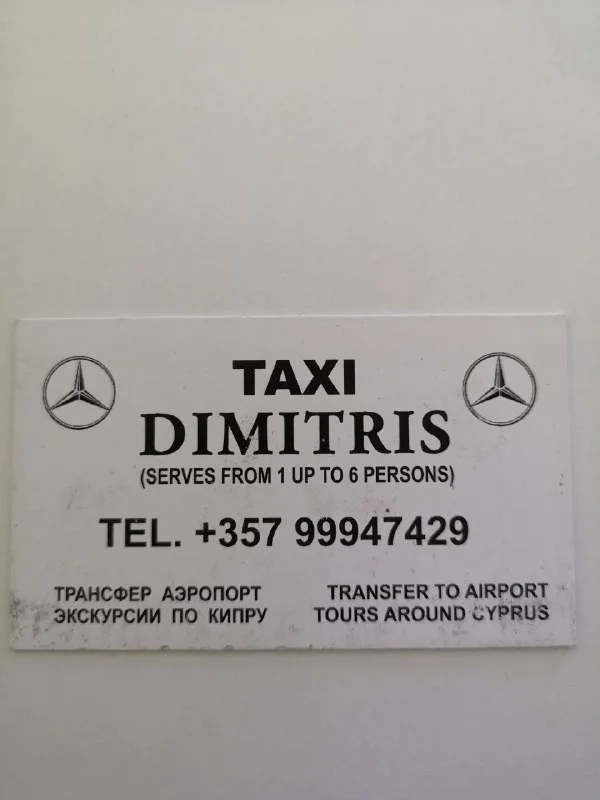 TAXI
DIMITRIS
(SERVES FROM 1 UP TO 6 PERSONS)
TEL. +357 99947429
ТРАНСФЕР АЭРОПОРТ
ЭКСКУРСИИ ПО КИПРУ
TRANSFER TO AIRPORT
TOURS AROUND CYPRUS